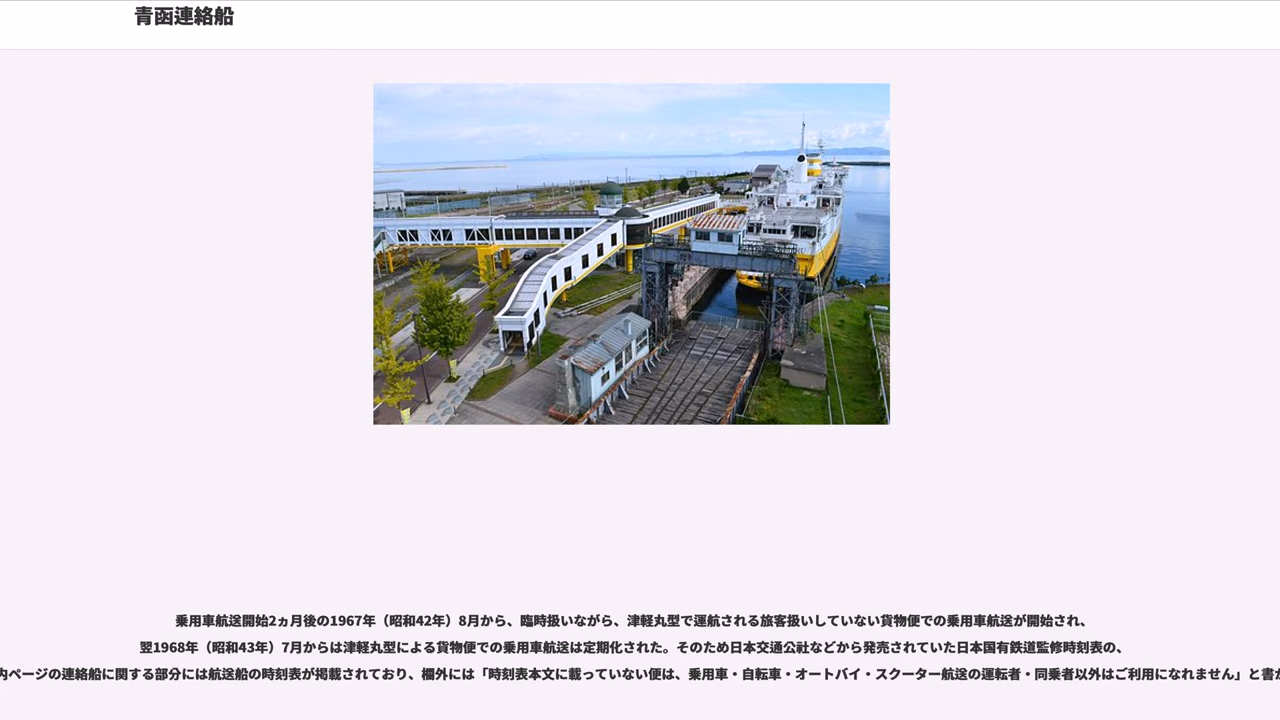 青函連絡船
乗用車航送開始2ヵ月後の1967年（昭和42年）8月から、臨時扱いながら、津軽丸型で運航される旅客扱いしていない貨物便での乗用車航送が開始され、
翌1968年（昭和43年）7月からは津軽丸型による貨物便での乗用車航送は定期化された。そのため日本交通公社などから発売されていた日本国有鉄道監修時刻表の、
内ページの連絡船に関する部分には航送船の時刻表が掲載されており、欄外には「時刻表本文に載っていない便は、乗用車・自転車・オートバイ・スクーター航送の運転者・同乗者以外はご利用になれません」と書か